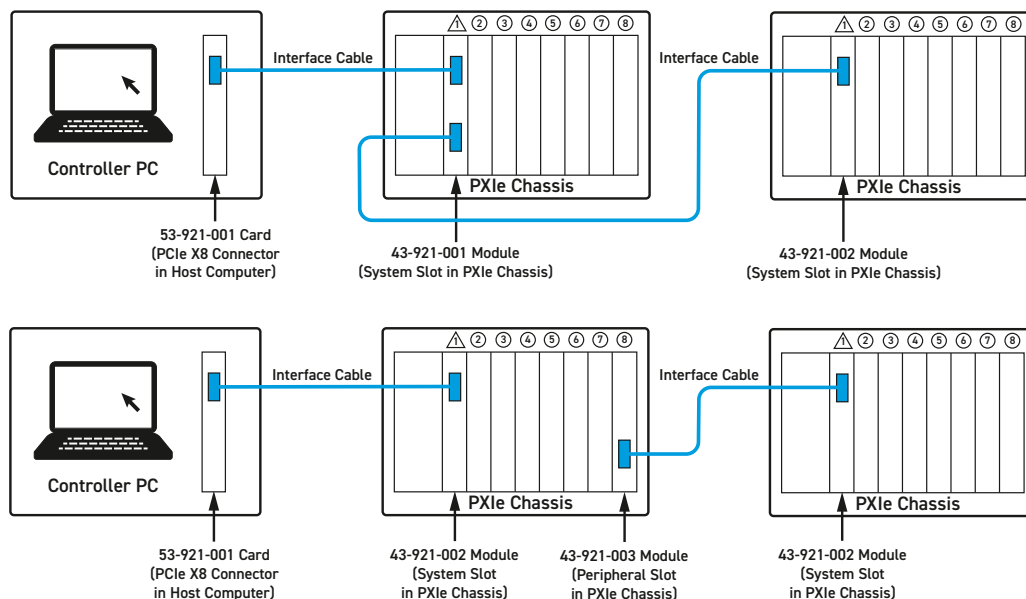 1 2 3 4 5 6 7 8
1 2 3 4 5 6 7 8
Interface Cable
Interface Cable
Controller PC
PXIe Chassis
PXIe Chassis
53-921-001 Card
(PCIe X8 Connector
in Host Computer)
43-921-001 Module
(System Slot in PXIe Chassis)
43-921-002 Module
(System Slot in PXIe Chassis)
1 2 3 4 5 6 7 8
1 2 3 4 5 6 7 8
Interface Cable
Interface Cable
Controller PC
PXIe Chassis
PXIe Chassis
53-921-001 Card
(PCIe X8 Connector
in Host Computer)
43-921-002 Module
(System Slot
in PXIe Chassis)
43-921-003 Module
(Peripheral Slot
in PXIe Chassis)
43-921-002 Module
(System Slot
in PXIe Chassis)